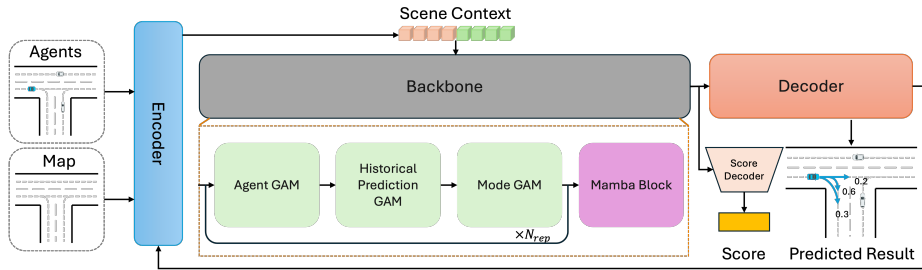 Scene Context
Agents
Map
Encoder
Backbone
Decoder
Agent GAM
Historical
Prediction
GAM
Mode GAM
Mamba Block
×N_rep
Score
Decoder
0.2
0.6
0.3
Score
Predicted Result